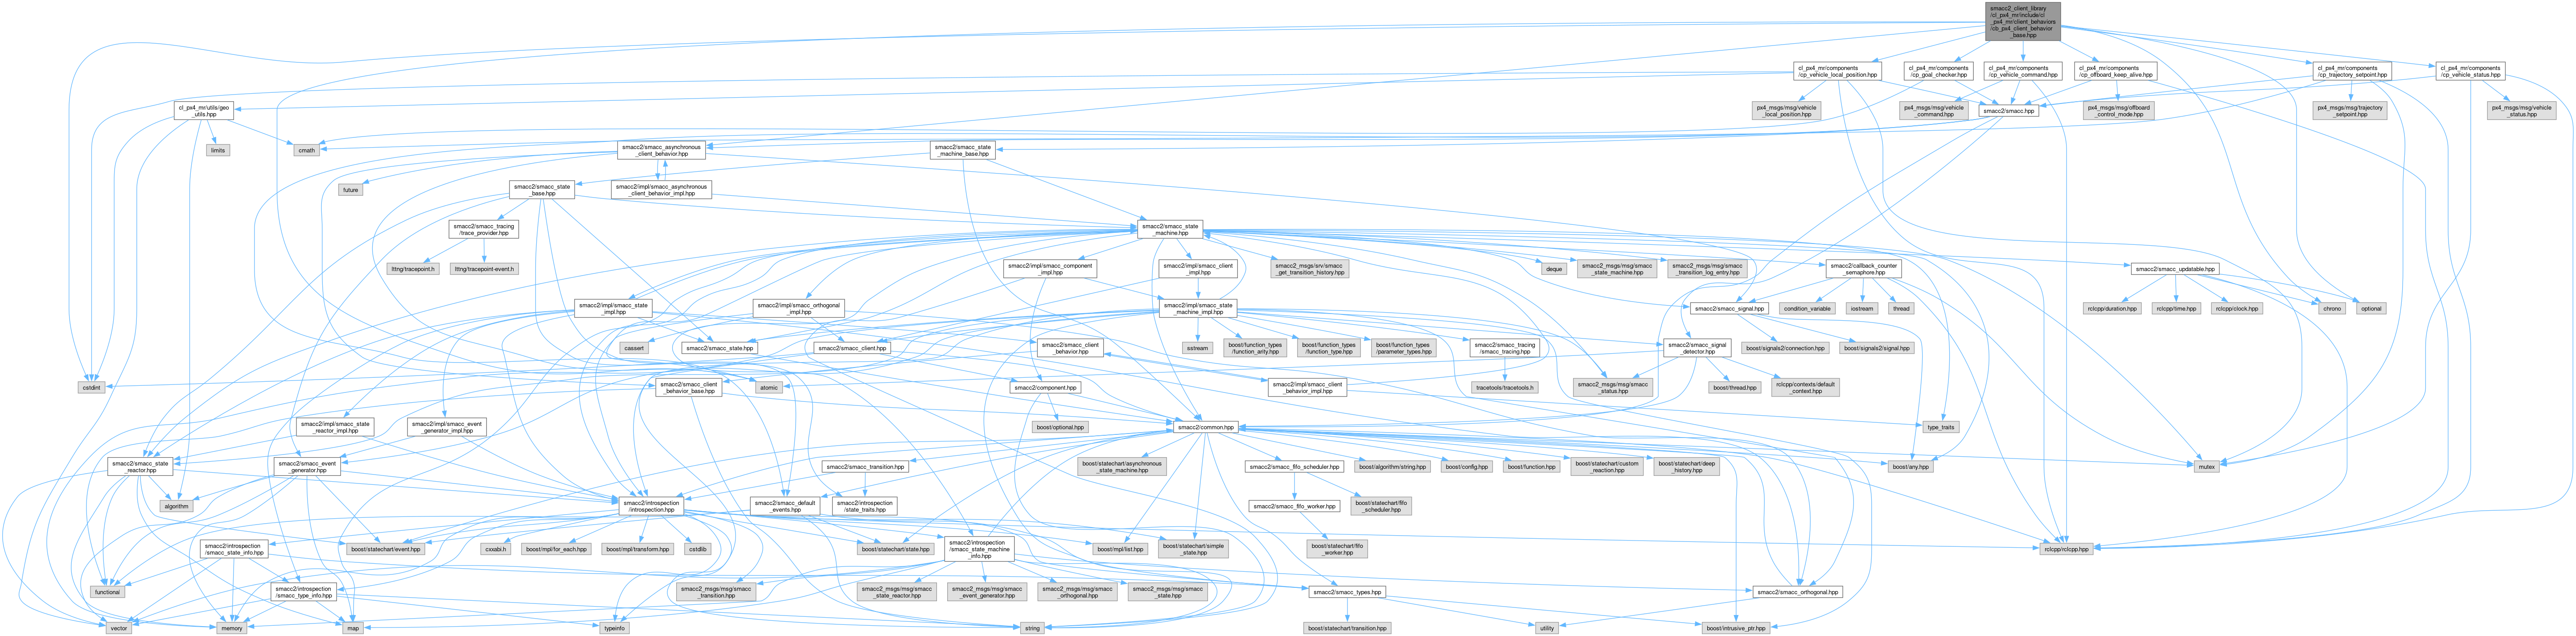 smacc2_client_library
/cl_px4_mr/include/cl
_px4_mr/client_behaviors
/cb_px4_client_behavior
_base.hpp
cl_px4_mr/components
/cp_vehicle_local_position.hpp
cl_px4_mr/components
/cp_goal_checker.hpp
cl_px4_mr/components
/cp_vehicle_command.hpp
cl_px4_mr/components
/cp_offboard_keep_alive.hpp
cl_px4_mr/components
/cp_trajectory_setpoint.hpp
cl_px4_mr/components
/cp_vehicle_status.hpp
cl_px4_mr/utils/geo
_utils.hpp
px4_msgs/msg/vehicle
_local_position.hpp
px4_msgs/msg/vehicle
_command.hpp
smacc2/smacc.hpp
px4_msgs/msg/offboard
_control_mode.hpp
px4_msgs/msg/trajectory
_setpoint.hpp
px4_msgs/msg/vehicle
_status.hpp
limits
cmath
smacc2/smacc_asynchronous
_client_behavior.hpp
smacc2/smacc_state
_machine_base.hpp
future
smacc2/impl/smacc_asynchronous
_client_behavior_impl.hpp
smacc2/smacc_state
_base.hpp
smacc2/smacc_tracing
/trace_provider.hpp
smacc2/smacc_state
_machine.hpp
lttng/tracepoint.h
lttng/tracepoint-event.h
smacc2/impl/smacc_component
_impl.hpp
smacc2/impl/smacc_client
_impl.hpp
smacc2_msgs/srv/smacc
_get_transition_history.hpp
deque
smacc2_msgs/msg/smacc
_state_machine.hpp
smacc2_msgs/msg/smacc
_transition_log_entry.hpp
smacc2/callback_counter
_semaphore.hpp
smacc2/smacc_updatable.hpp
smacc2/impl/smacc_state
_impl.hpp
smacc2/impl/smacc_orthogonal
_impl.hpp
smacc2/impl/smacc_state
_machine_impl.hpp
smacc2/smacc_signal.hpp
condition_variable
iostream
thread
rclcpp/duration.hpp
rclcpp/time.hpp
rclcpp/clock.hpp
chrono
optional
cassert
smacc2/smacc_state.hpp
smacc2/smacc_client.hpp
smacc2/smacc_client
_behavior.hpp
sstream
boost/function_types
/function_arity.hpp
boost/function_types
/function_type.hpp
boost/function_types
/parameter_types.hpp
smacc2/smacc_tracing
/smacc_tracing.hpp
smacc2/smacc_signal
_detector.hpp
boost/signals2/connection.hpp
boost/signals2/signal.hpp
cstdint
smacc2/smacc_client
_behavior_base.hpp
atomic
smacc2/component.hpp
smacc2/impl/smacc_client
_behavior_impl.hpp
tracetools/tracetools.h
smacc2_msgs/msg/smacc
_status.hpp
boost/thread.hpp
rclcpp/contexts/default
_context.hpp
smacc2/impl/smacc_state
_reactor_impl.hpp
smacc2/impl/smacc_event
_generator_impl.hpp
boost/optional.hpp
smacc2/common.hpp
type_traits
smacc2/smacc_state
_reactor.hpp
smacc2/smacc_event
_generator.hpp
smacc2/smacc_transition.hpp
boost/statechart/asynchronous
_state_machine.hpp
smacc2/smacc_fifo_scheduler.hpp
boost/algorithm/string.hpp
boost/config.hpp
boost/function.hpp
boost/statechart/custom
_reaction.hpp
boost/statechart/deep
_history.hpp
boost/any.hpp
mutex
algorithm
smacc2/introspection
/introspection.hpp
smacc2/smacc_default
_events.hpp
smacc2/introspection
/state_traits.hpp
smacc2/smacc_fifo_worker.hpp
boost/statechart/fifo
_scheduler.hpp
smacc2/introspection
/smacc_state_info.hpp
boost/statechart/event.hpp
cxxabi.h
boost/mpl/for_each.hpp
boost/mpl/transform.hpp
cstdlib
boost/statechart/state.hpp
smacc2/introspection
/smacc_state_machine
_info.hpp
boost/mpl/list.hpp
boost/statechart/simple
_state.hpp
boost/statechart/fifo
_worker.hpp
rclcpp/rclcpp.hpp
functional
smacc2/introspection
/smacc_type_info.hpp
smacc2_msgs/msg/smacc
_transition.hpp
smacc2_msgs/msg/smacc
_state_reactor.hpp
smacc2_msgs/msg/smacc
_event_generator.hpp
smacc2_msgs/msg/smacc
_orthogonal.hpp
smacc2_msgs/msg/smacc
_state.hpp
smacc2/smacc_types.hpp
smacc2/smacc_orthogonal.hpp
vector
memory
map
typeinfo
string
boost/statechart/transition.hpp
utility
boost/intrusive_ptr.hpp